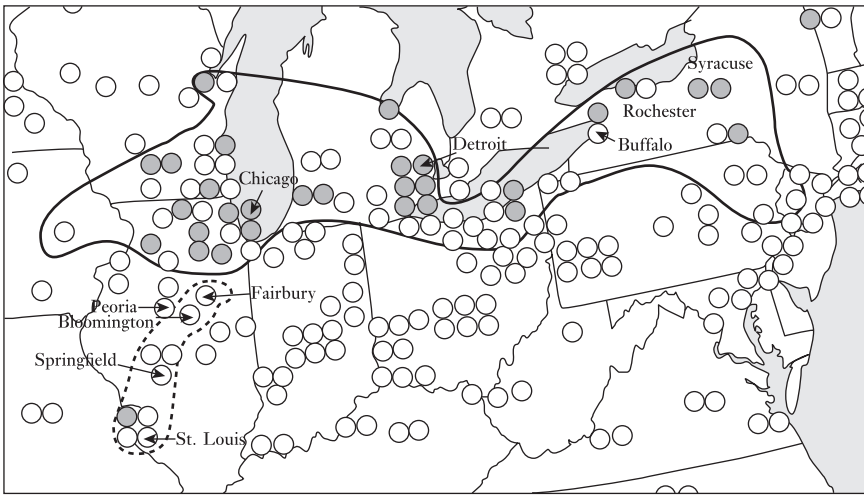 Syracuse
Rochester
Buffalo
Detroit
Chicago
Fairbury
Peoria
Bloomington
Springfield
St. Louis